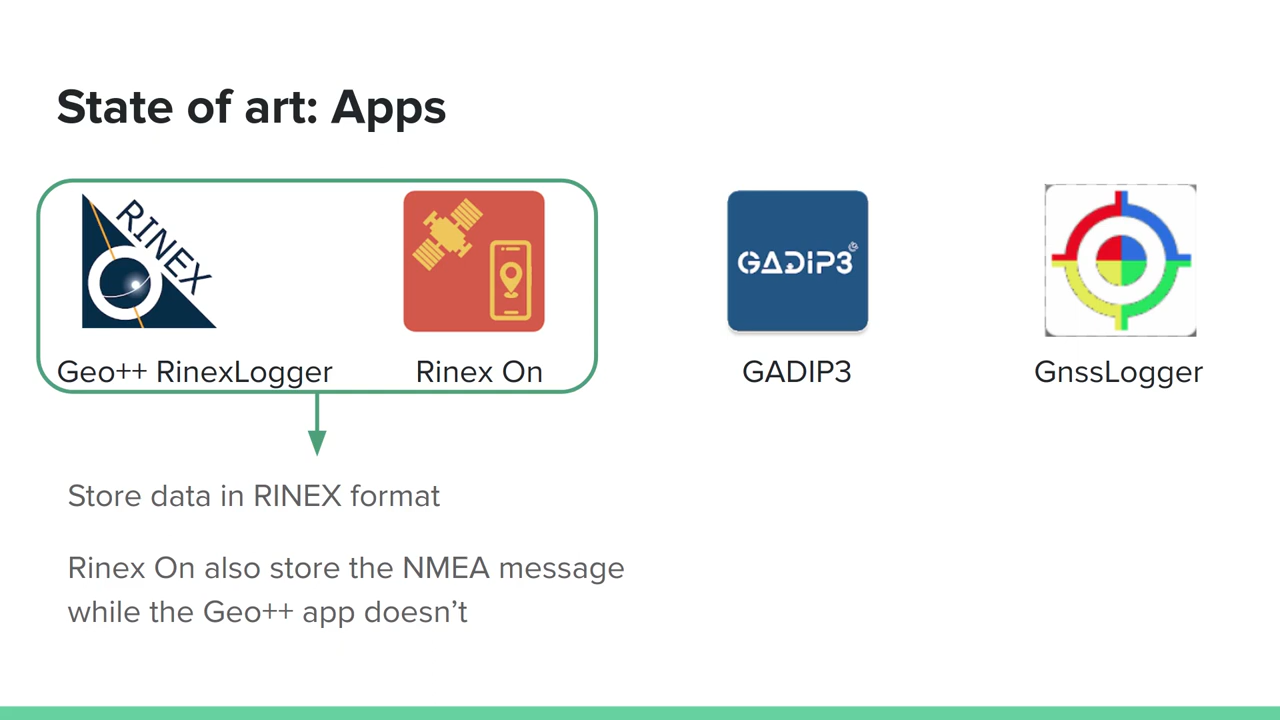 State of art: Apps
RINEX
GADIP3
Geo++ RinexLogger
Rinex On
GADIP3
GnssLogger
Store data in RINEX format
Rinex On also store the NMEA message
while the Geo++ app doesn’t